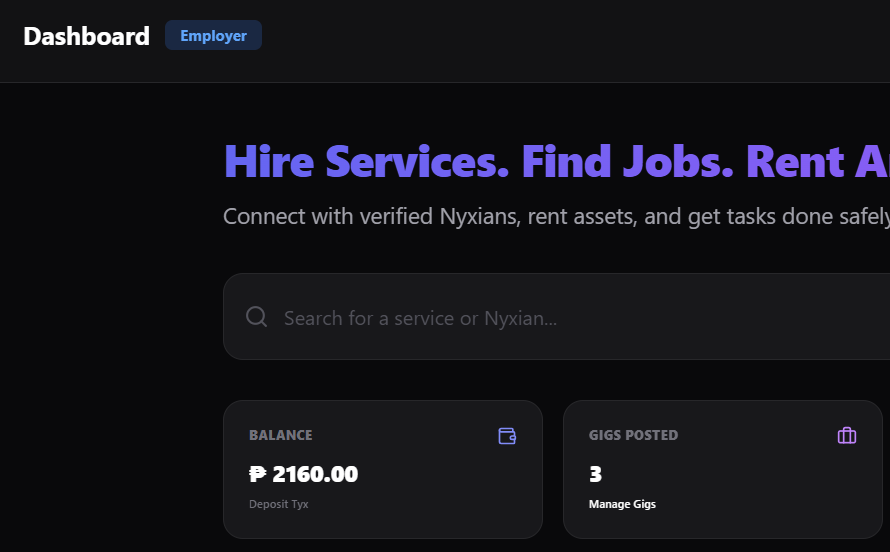 Dashboard Employer
Hire Services. Find Jobs. Rent A
Connect with verified Nyxians, rent assets, and get tasks done safely
Search for a service or Nyxian...
BALANCE
₱ 2160.00
Deposit Tyx
GIGS POSTED
3
Manage Gigs